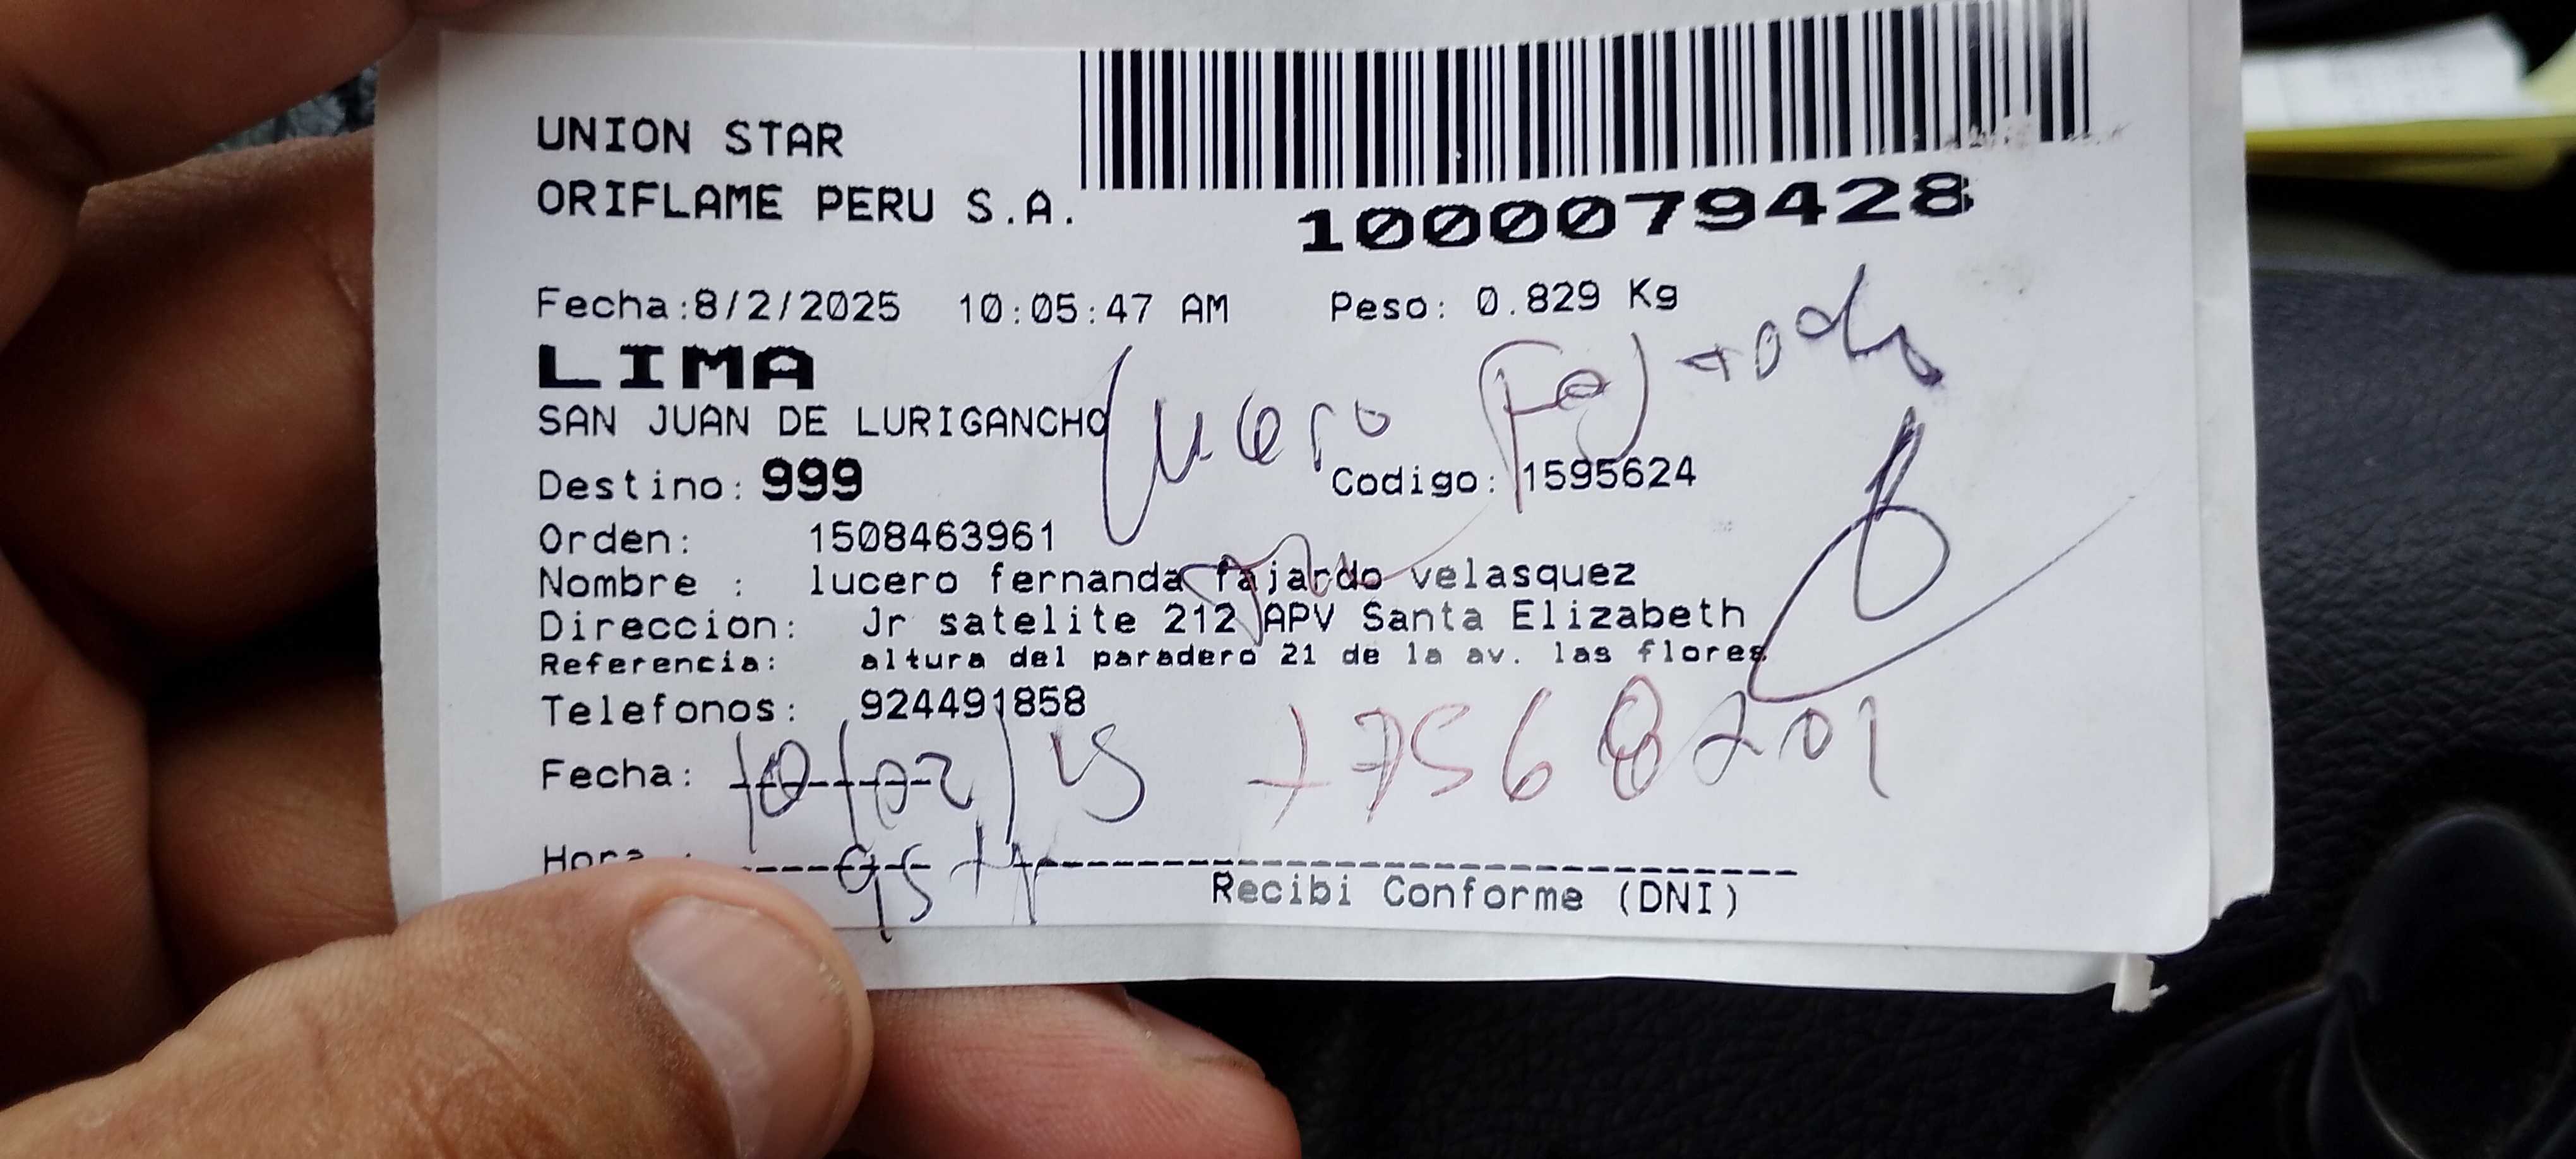 UNION STAR
ORIFLAME PERU S.A.
1000079428
Fecha:8/2/2025 10:05:47 AM Peso: 0.829 Kg
LIMA
SAN JUAN DE LURIGANCHO
Lucero Fajardo
Destino: 999 Codigo: 1595624
Orden: 1508463961
Nombre : lucero fernanda fajardo velasquez
Direccion: Jr satelite 212 APV Santa Elizabeth
Referencia: altura del paradero 21 de la av. las flores
Telefonos: 924491858
Fecha: 10/02/25
Hora :
Recibi Conforme (DNI)